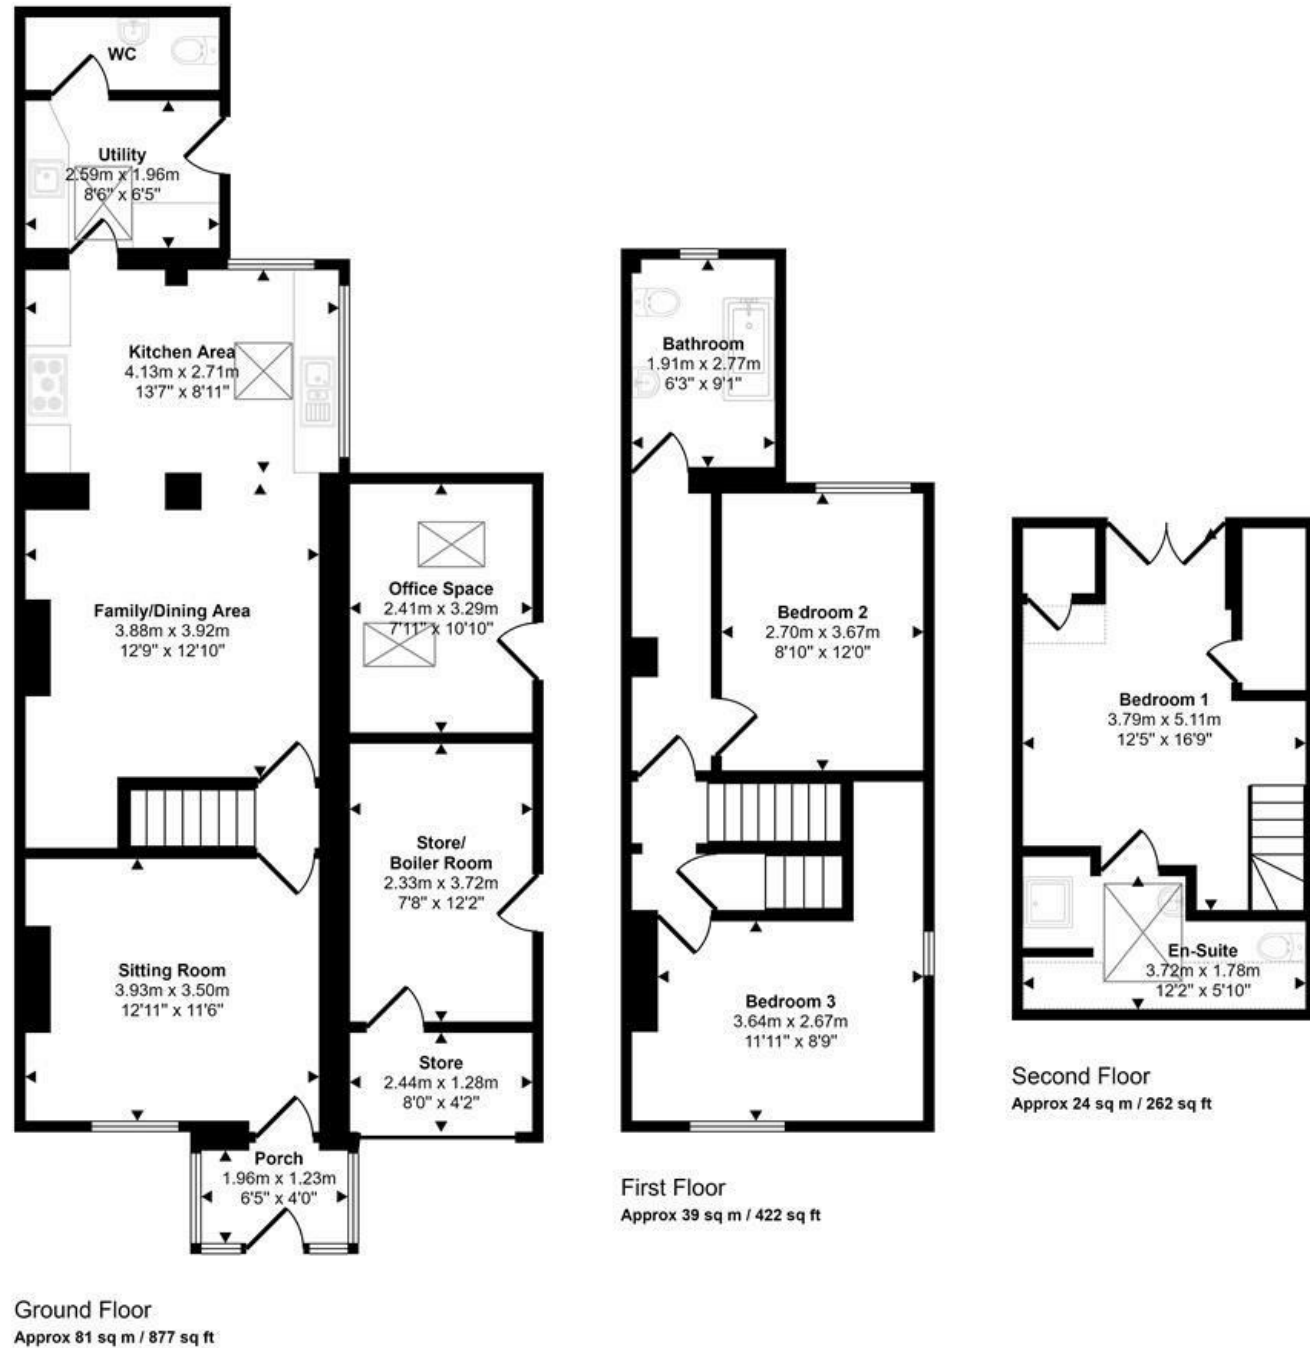 WC
Utility
2.59m x 1.96m
8'6" x 6'5"
Kitchen Area
4.13m x 2.71m
13'7" x 8'11"
Family/Dining Area
3.88m x 3.92m
12'9" x 12'10"
Office Space
2.41m x 3.29m
7'11" x 10'10"
Store/
Boiler Room
2.33m x 3.72m
7'8" x 12'2"
Sitting Room
3.93m x 3.50m
12'11" x 11'6"
Store
2.44m x 1.28m
8'0" x 4'2"
Porch
1.96m x 1.23m
6'5" x 4'0"
Ground Floor
Approx 81 sq m / 877 sq ft
Bathroom
1.91m x 2.77m
6'3" x 9'1"
Bedroom 2
2.70m x 3.67m
8'10" x 12'0"
Bedroom 3
3.64m x 2.67m
11'11" x 8'9"
First Floor
Approx 39 sq m / 422 sq ft
Bedroom 1
3.79m x 5.11m
12'5" x 16'9"
En-Suite
3.72m x 1.78m
12'2" x 5'10"
Second Floor
Approx 24 sq m / 262 sq ft